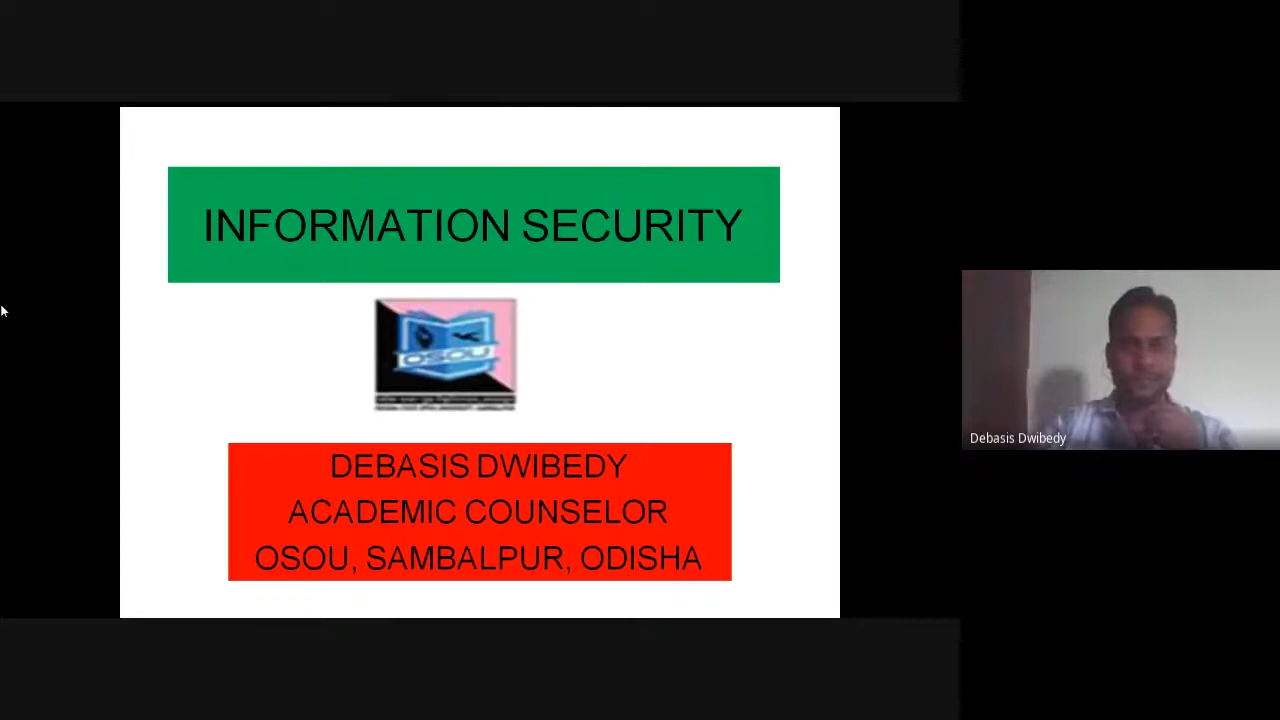 INFORMATION SECURITY
OSOU
DEBASIS DWIBEDY
ACADEMIC COUNSELOR
OSOU, SAMBALPUR, ODISHA
Debasis Dwibedy